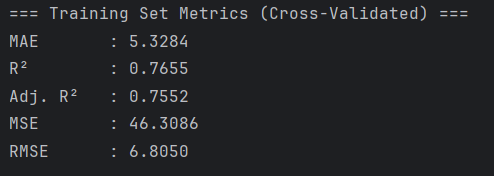 === Training Set Metrics (Cross-Validated) ===
MAE : 5.3284
R² : 0.7655
Adj. R² : 0.7552
MSE : 46.3086
RMSE : 6.8050